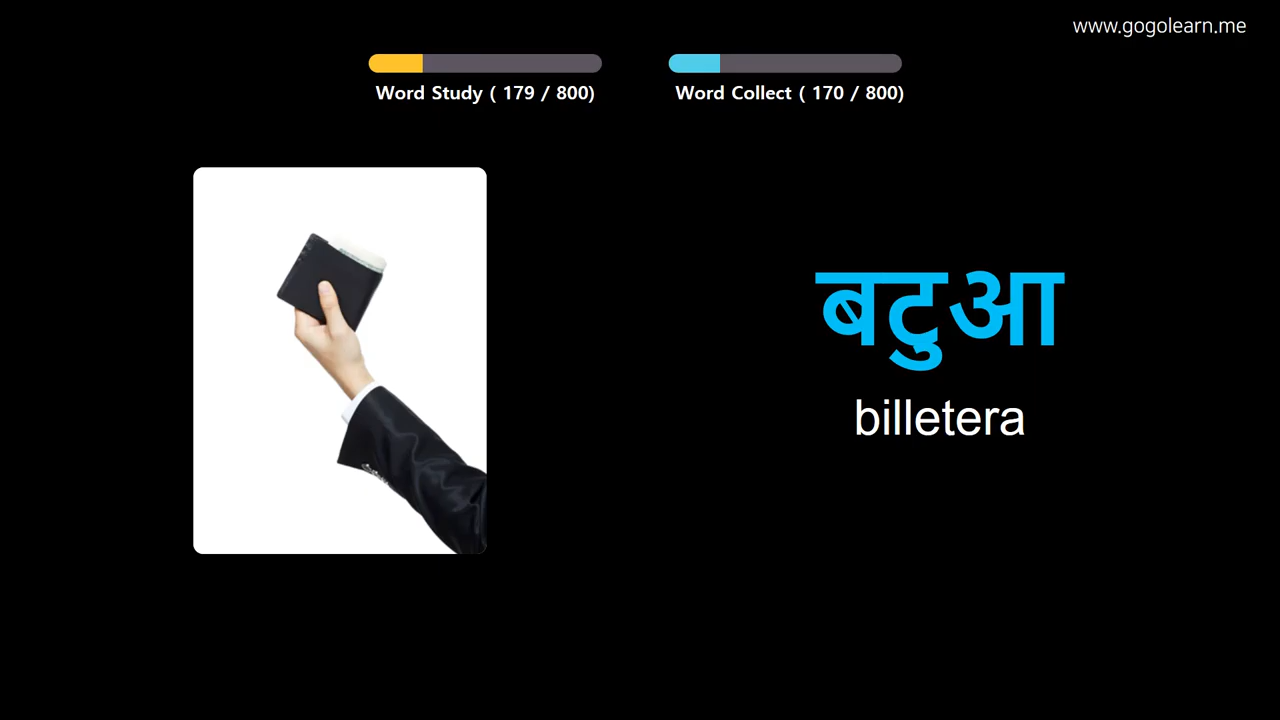 www.gogolearn.me
Word Study ( 179 / 800)
Word Collect ( 170 / 800)
बटुआ
billetera